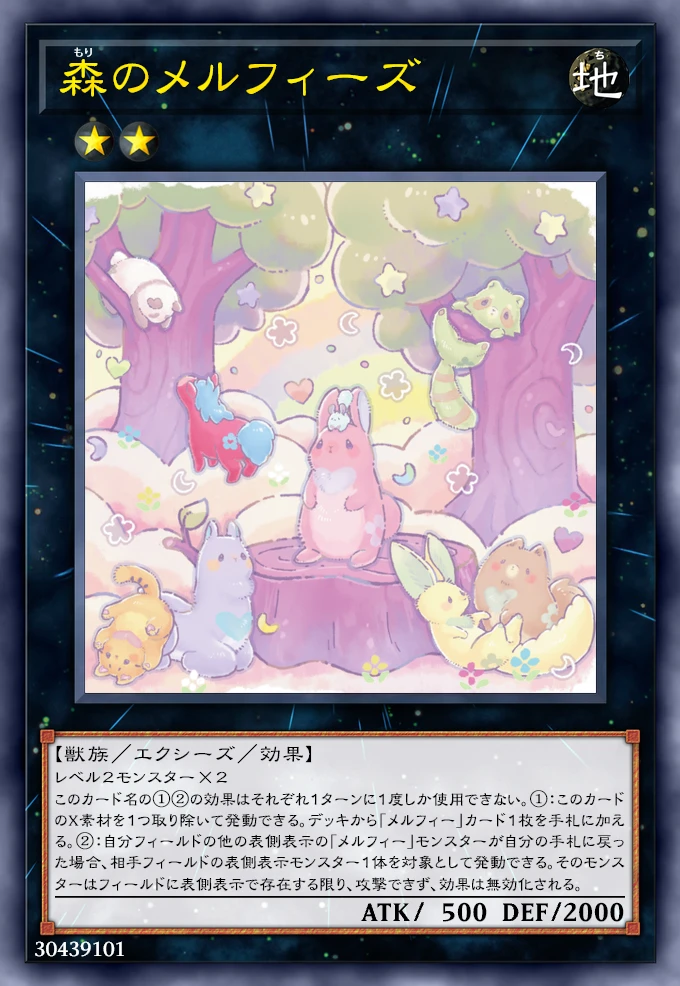 もり
森のメルフィーズ
ち
地
【獣族／エクシーズ／効果】
レベル２モンスター×２
このカード名の①②の効果はそれぞれ1ターンに1度しか使用できない。①：このカード
のX素材を1つ取り除いて発動できる。デッキから「メルフィー」カード1枚を手札に加え
る。②：自分フィールドの他の表側表示の「メルフィー」モンスターが自分の手札に戻っ
た場合、相手フィールドの表側表示モンスター1体を対象として発動できる。そのモンス
ターはフィールドに表側表示で存在する限り、攻撃できず、効果は無効化される。
ATK/ 500 DEF/2000
30439101